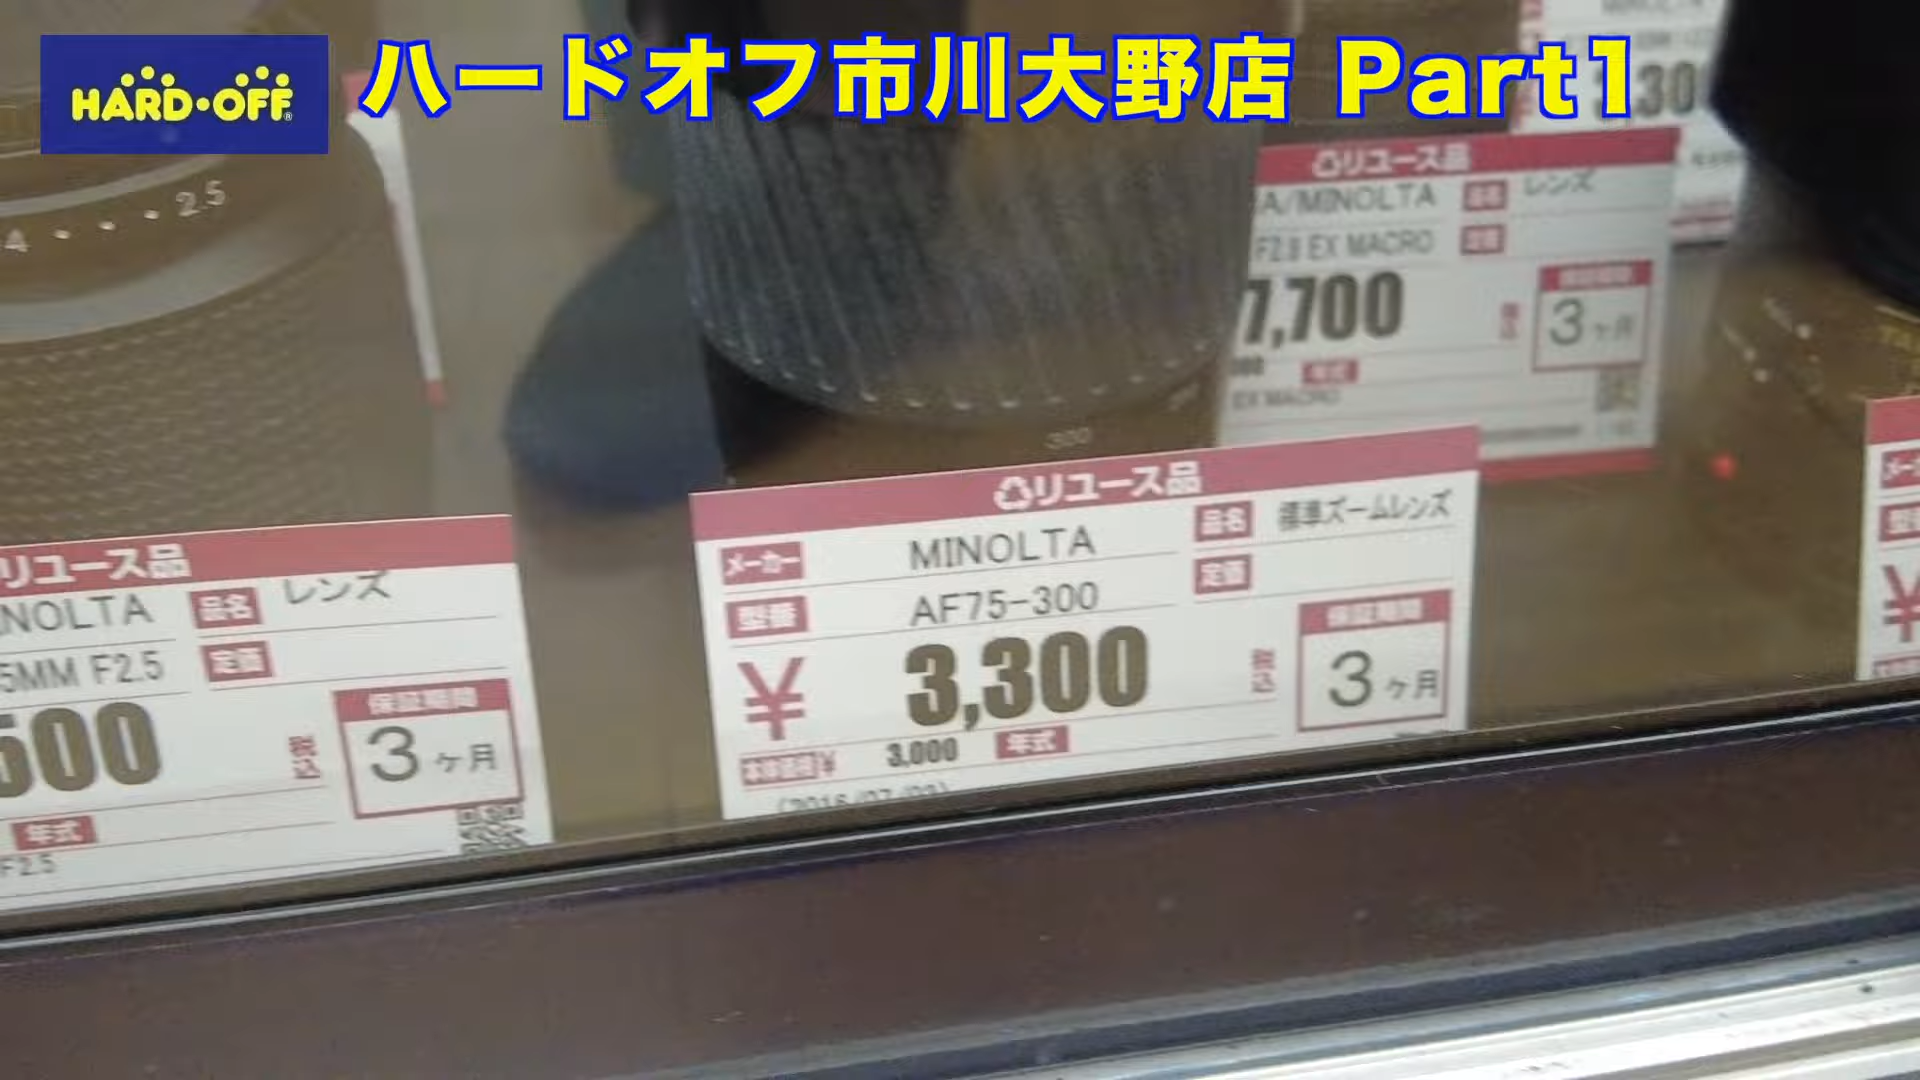 HARD・OFF
ハードオフ市川大野店 Part1
4 ・ ・ ・ 2.5
リユース品
A/MINOLTA 品名 レンズ
EX MACRO 定価
7,700 税込
保証期間
3ヶ月
年式
EX MACRO
300
リユース品
メーカー MINOLTA 品名 標準ズームレンズ
型番 AF75-300 定価
¥ 3,300 税込
保証期間
3ヶ月
本体価格¥ 3,000 年式
(2016/07/03)
リユース品
NOLTA 品名 レンズ
5MM F2.5 定価
500 税込
保証期間
3ヶ月
年式
F2.5
¥